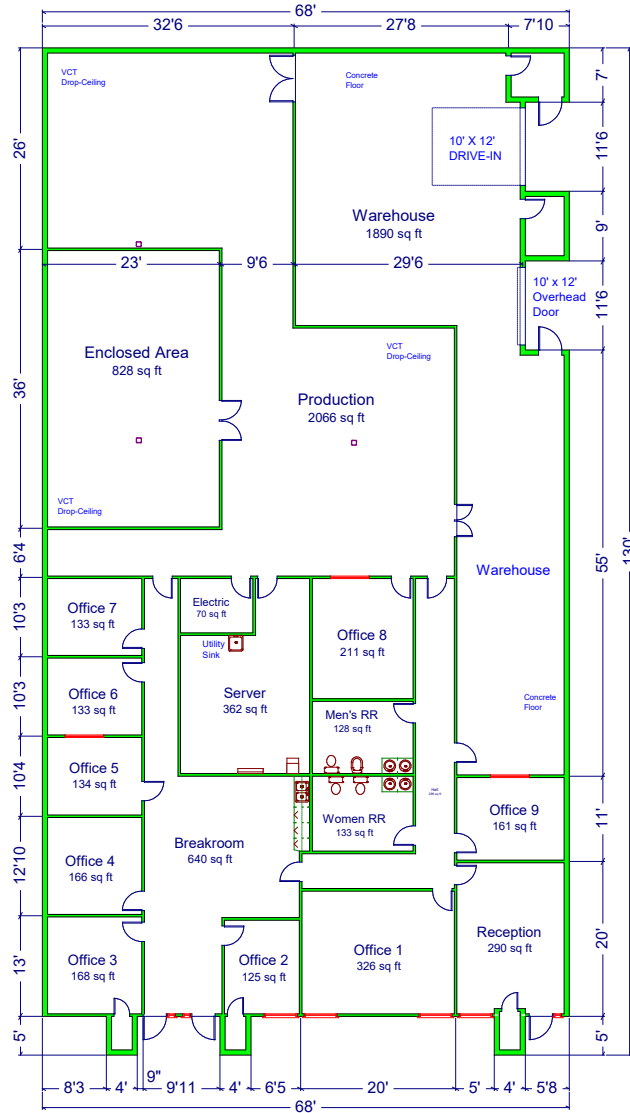 68'
32'6
27'8
7'10
VCT
Drop-Ceiling
Concrete
Floor
7'
26'
10' X 12'
DRIVE-IN
11'6
Warehouse
1890 sq ft
9'
23'
9'6
29'6
10' x 12'
Overhead
Door
11'6
Enclosed Area
828 sq ft
VCT
Drop-Ceiling
36'
Production
2066 sq ft
VCT
Drop-Ceiling
6'4
Warehouse
55'
130'
10'3
Office 7
133 sq ft
Electric
70 sq ft
Office 8
211 sq ft
Utility
Sink
10'3
Office 6
133 sq ft
Server
362 sq ft
Concrete
Floor
Men's RR
128 sq ft
10'4
Office 5
134 sq ft
Women RR
133 sq ft
Office 9
161 sq ft
11'
12'10
Office 4
166 sq ft
Breakroom
640 sq ft
13'
Office 3
168 sq ft
Office 2
125 sq ft
Office 1
326 sq ft
Reception
290 sq ft
20'
5'
5'
9"
8'3
4'
9'11
4'
6'5
20'
5'
4'
5'8
68'